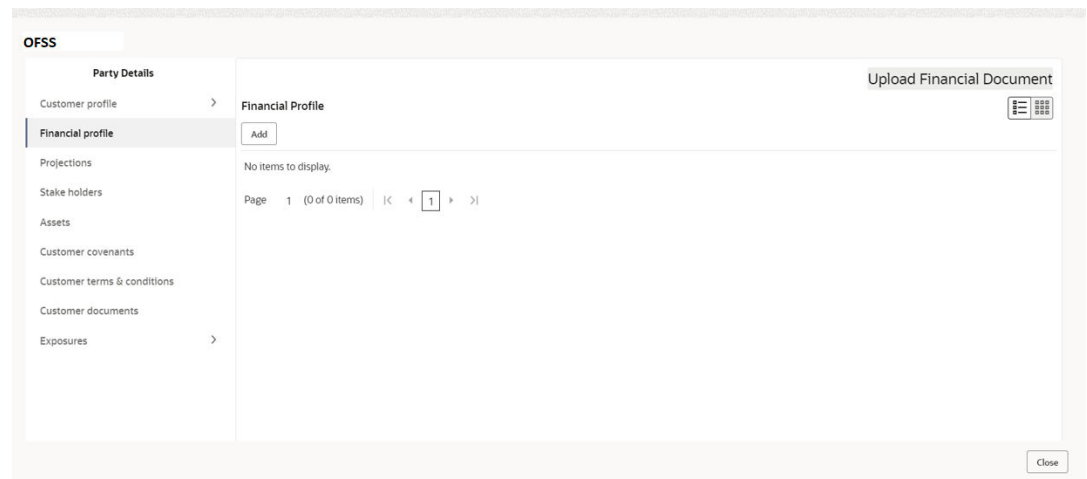 OFSS
Party Details
Customer profile
Financial profile
Projections
Stake holders
Assets
Customer covenants
Customer terms & conditions
Customer documents
Exposures
Upload Financial Document
Financial Profile
Add
No items to display.
Page 1 (0 of 0 items) 1
Close